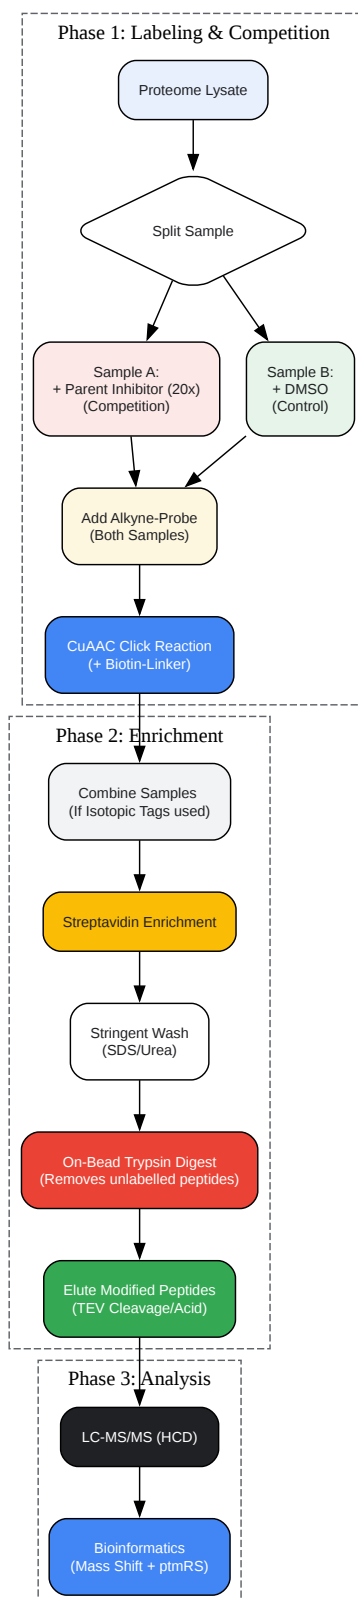 Phase 1: Labeling & Competition
Proteome Lysate
Split Sample
Sample A:
+ Parent Inhibitor (20x)
(Competition)
Sample B:
+ DMSO
(Control)
Add Alkyne-Probe
(Both Samples)
CuAAC Click Reaction
(+ Biotin-Linker)
Phase 2: Enrichment
Combine Samples
(If Isotopic Tags used)
Streptavidin Enrichment
Stringent Wash
(SDS/Urea)
On-Bead Trypsin Digest
(Removes unlabelled peptides)
Elute Modified Peptides
(TEV Cleavage/Acid)
Phase 3: Analysis
LC-MS/MS (HCD)
Bioinformatics
(Mass Shift + ptmRS)